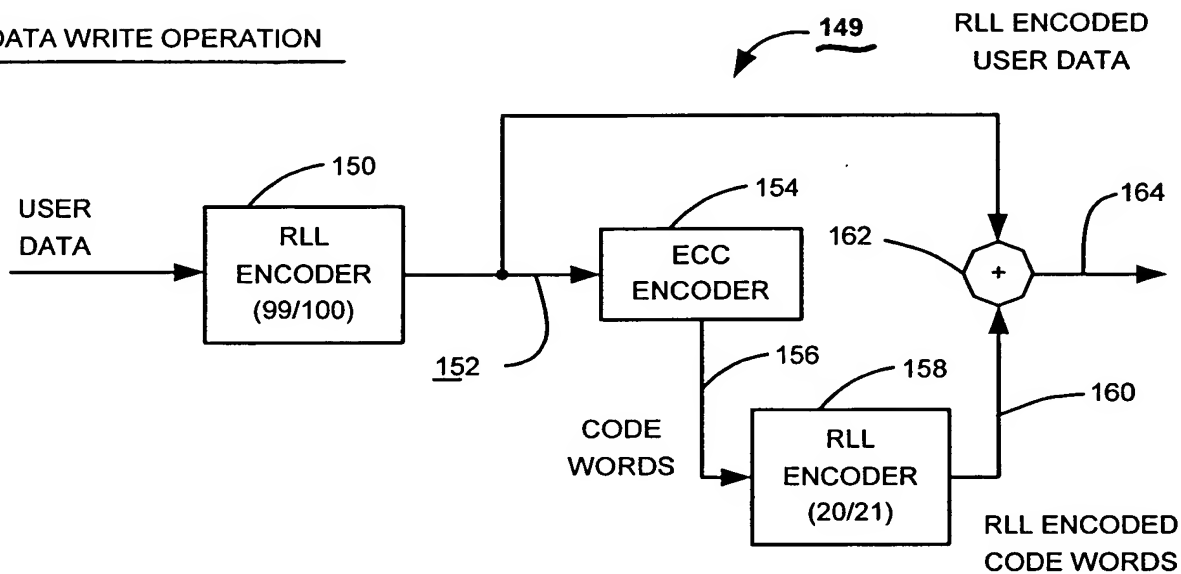 DATA WRITE OPERATION
149
RLL ENCODED
USER DATA
150
154
164
USER
DATA
RLL
ENCODER
(99/100)
ECC
ENCODER
162
+
152
156
158
160
CODE
WORDS
RLL
ENCODER
(20/21)
RLL ENCODED
CODE WORDS